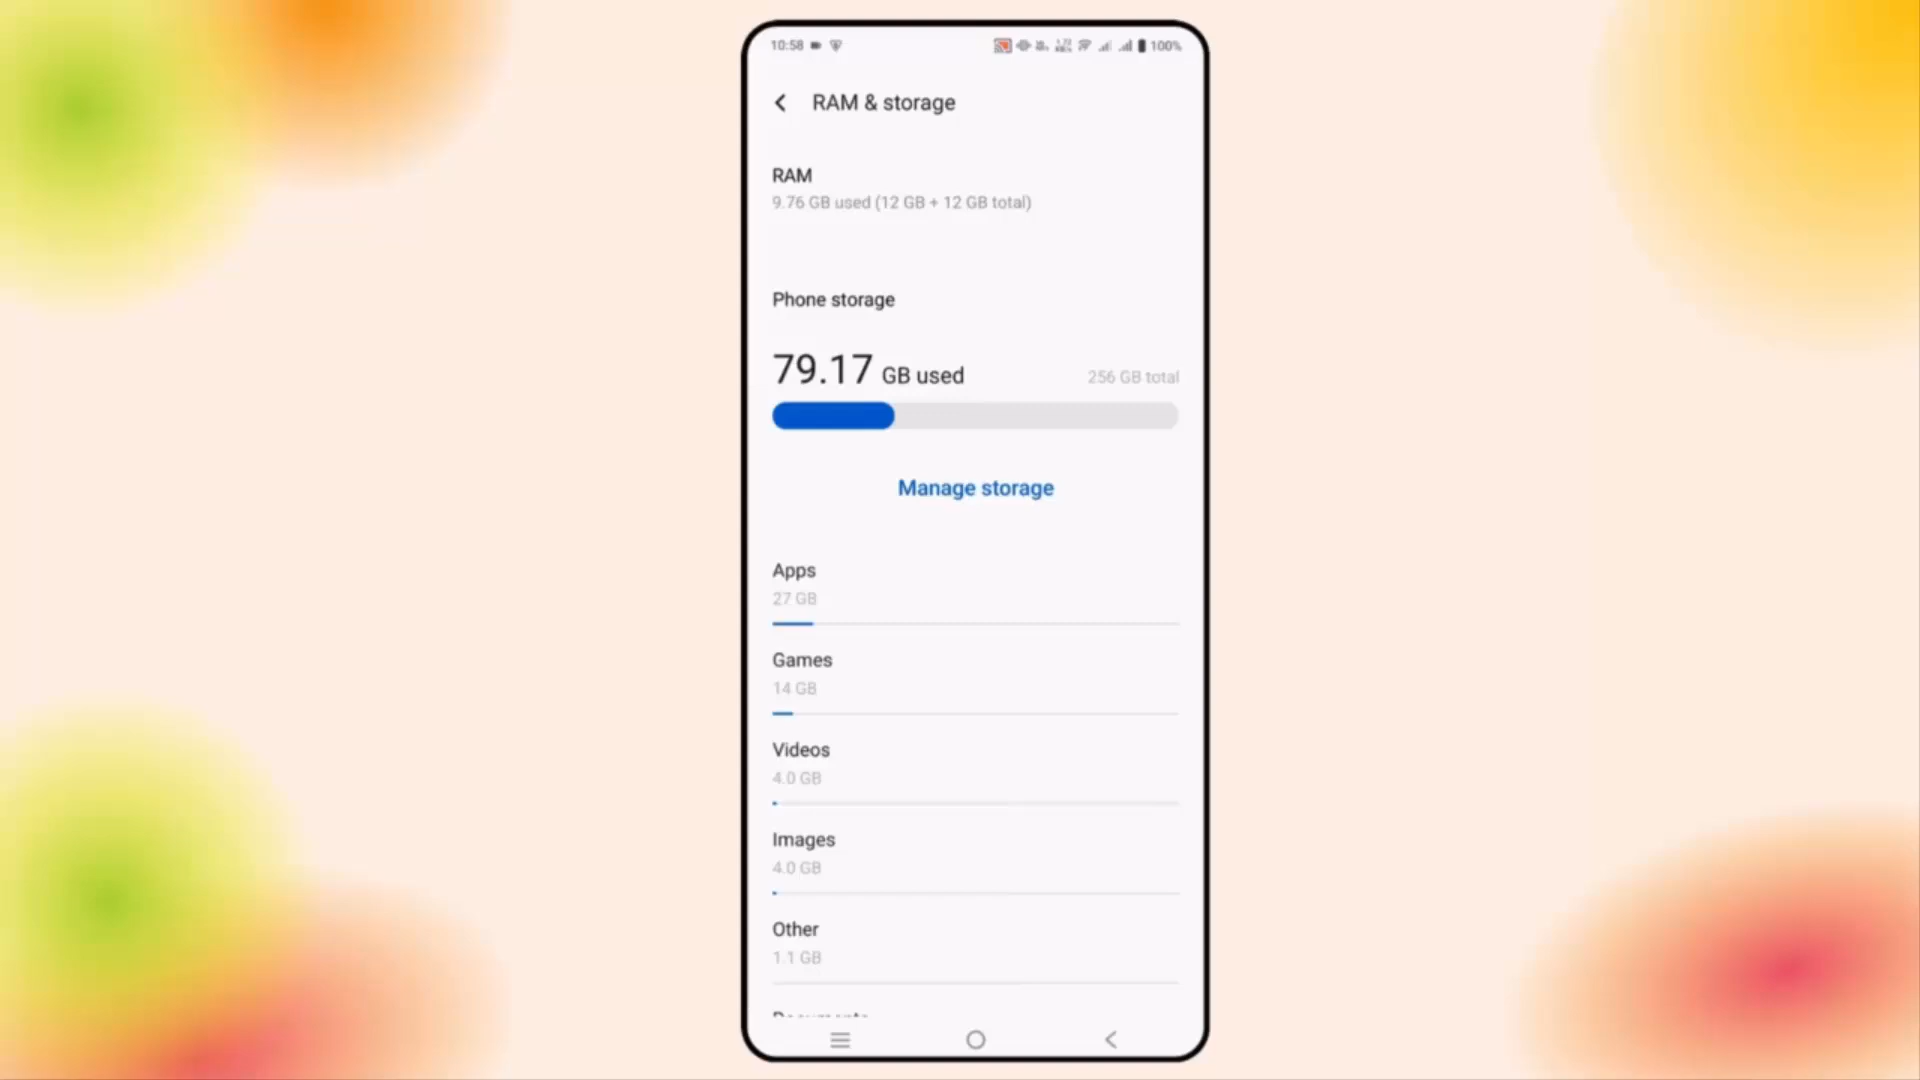 10:58
100%
RAM & storage
RAM
9.76 GB used (12 GB + 12 GB total)
Phone storage
79.17 GB used
256 GB total
Manage storage
Apps
27 GB
Games
14 GB
Videos
4.0 GB
Images
4.0 GB
Other
1.1 GB